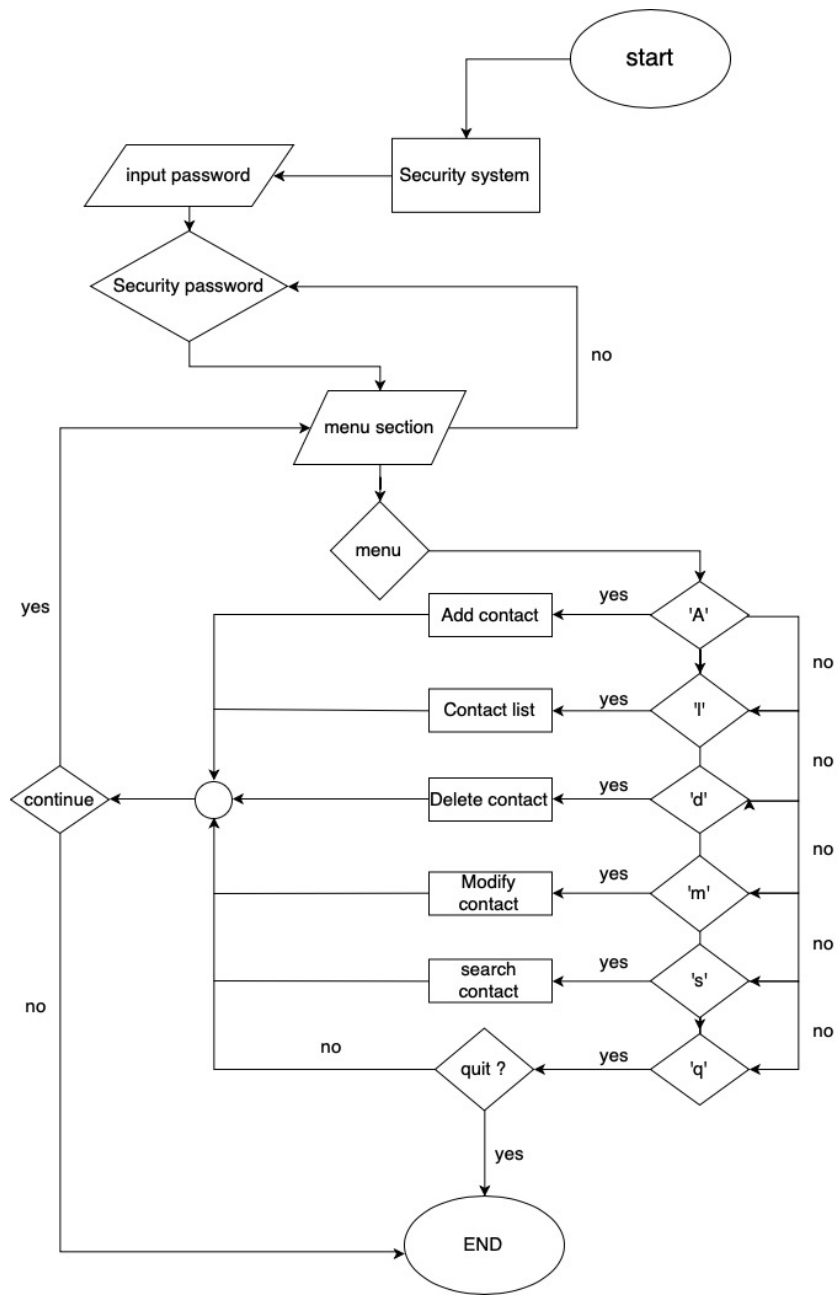 start
Security system
input password
Security password
no
menu section
menu
yes
'A'
yes
Add contact
no
'l'
yes
Contact list
no
'd'
yes
Delete contact
continue
no
'm'
yes
Modify
contact
no
's'
yes
search
contact
no
no
'q'
yes
quit ?
no
yes
END